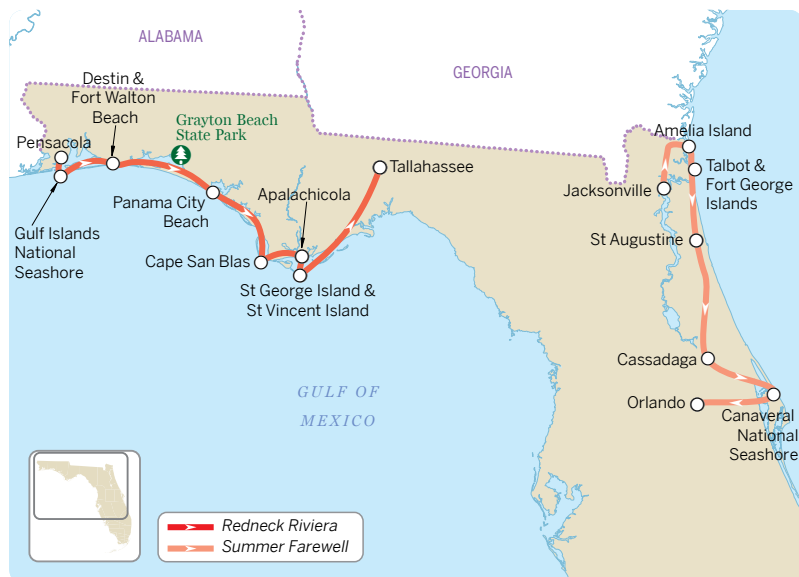 ALABAMA
GEORGIA
Destin &
Fort Walton
Beach
Grayton Beach
State Park
Pensacola
Amelia Island
Tallahassee
Talbot &
Fort George
Islands
Apalachicola
Jacksonville
Panama City
Beach
Gulf Islands
National
Seashore
St Augustine
Cape San Blas
St George Island &
St Vincent Island
Cassadaga
GULF OF
MEXICO
Orlando
Canaveral
National
Seashore
Redneck Riviera
Summer Farewell